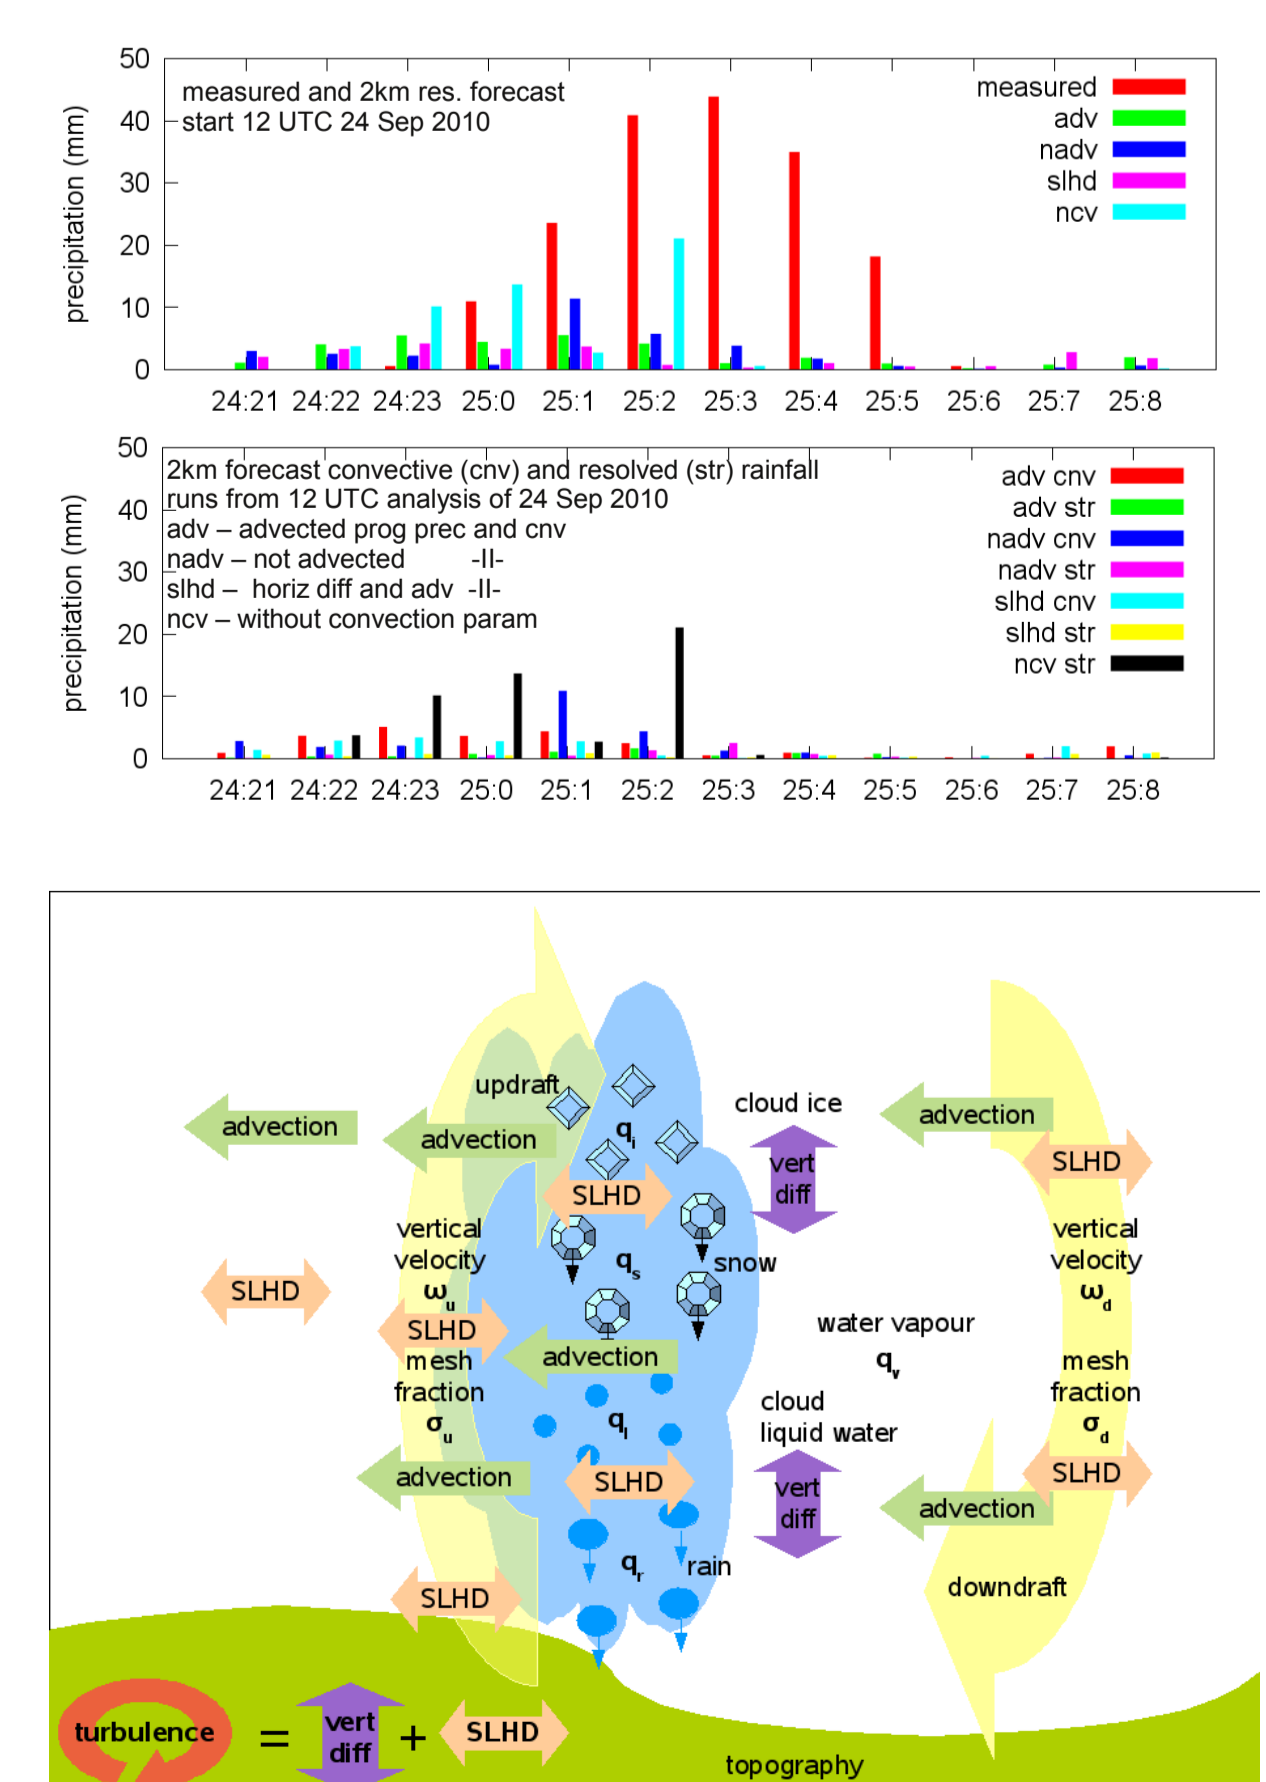 50
measured and 2km res. forecast
start 12 UTC 24 Sep 2010
measured
adv
nadv
slhd
ncv
40
30
20
10
0
precipitation (mm)
24:21 24:22 24:23 25:0 25:1 25:2 25:3 25:4 25:5 25:6 25:7 25:8
50
2km forecast convective (cnv) and resolved (str) rainfall
runs from 12 UTC analysis of 24 Sep 2010
adv – advected prog prec and cnv
nadv – not advected -II-
slhd – horiz diff and adv -II-
ncv – without convection param
adv cnv
adv str
nadv cnv
nadv str
slhd cnv
slhd str
ncv str
40
30
20
10
0
precipitation (mm)
24:21 24:22 24:23 25:0 25:1 25:2 25:3 25:4 25:5 25:6 25:7 25:8
updraft
cloud ice
advection
advection
advection
qi
vert
diff
SLHD
SLHD
vertical
velocity
ωu
qs
snow
vertical
velocity
ωd
SLHD
SLHD
advection
water vapour
qv
mesh
fraction
σu
ql
cloud
liquid water
mesh
fraction
σd
advection
SLHD
vert
diff
SLHD
advection
qr
rain
downdraft
SLHD
turbulence
=
vert
diff
+
SLHD
topography